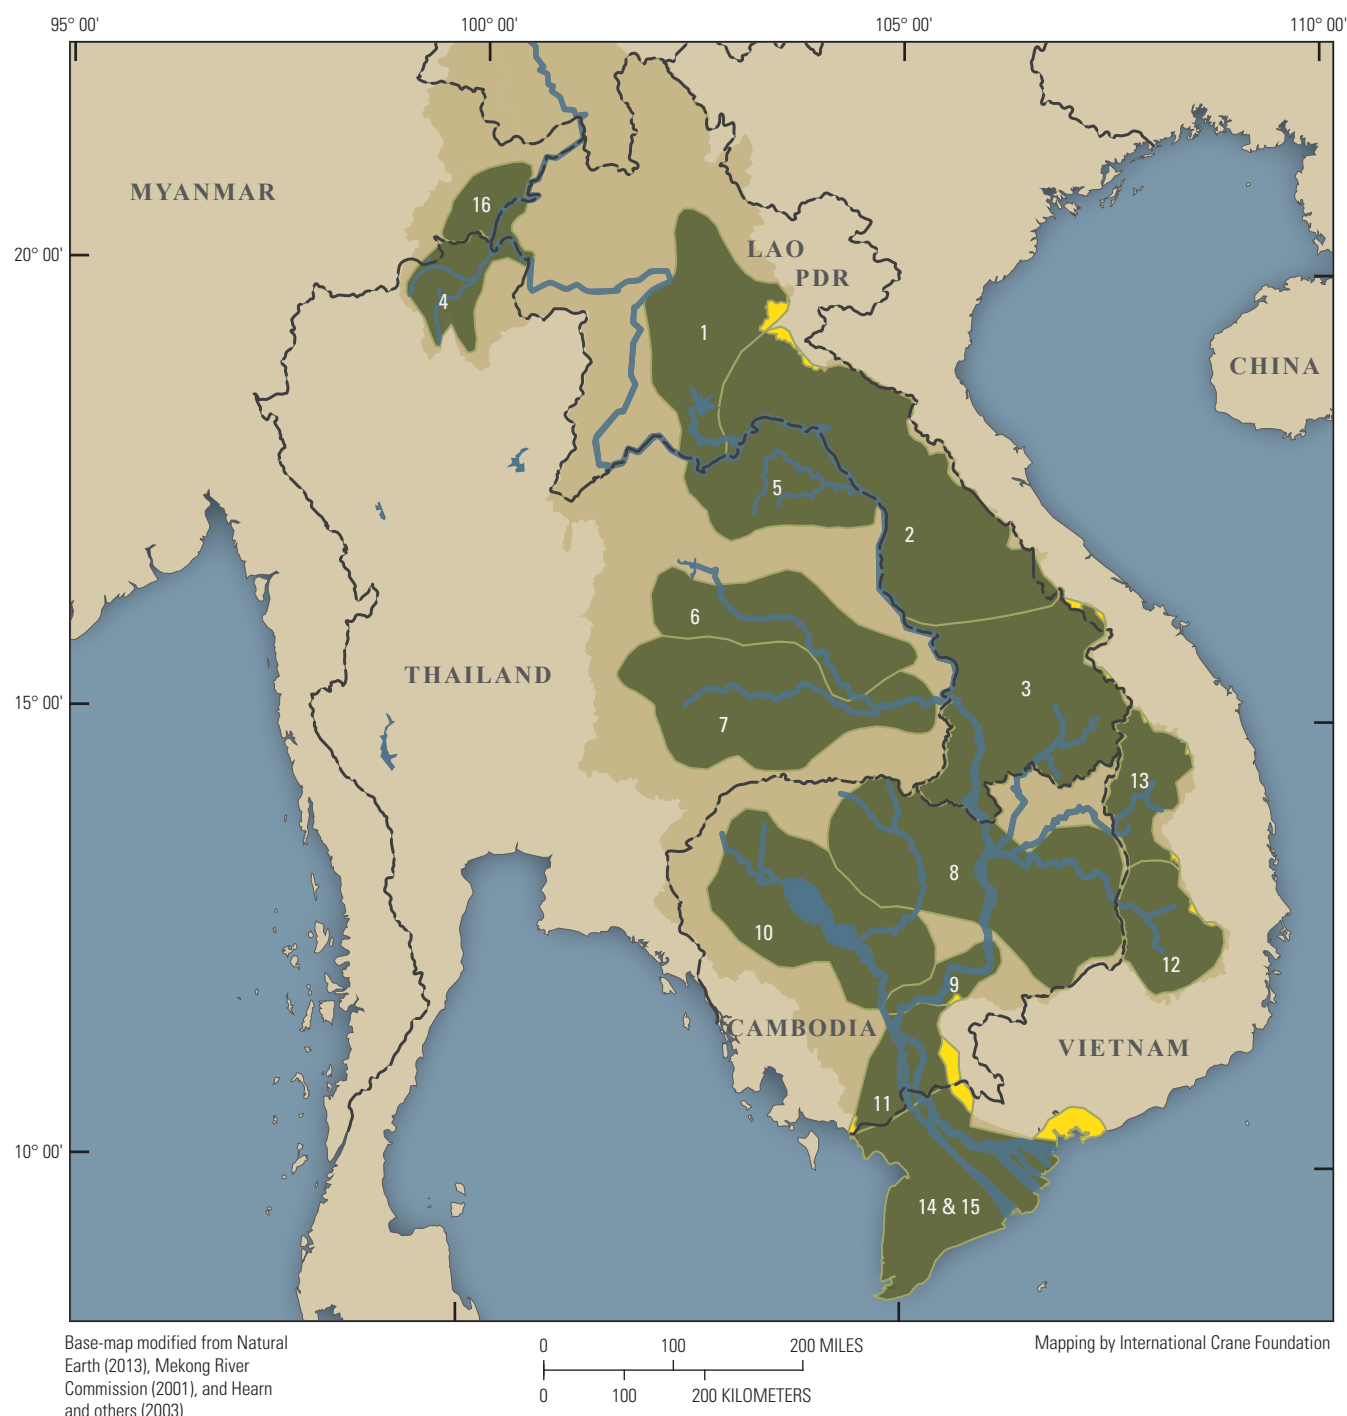 95° 00'
100° 00'
105° 00'
110° 00'
MYANMAR
16
20° 00'
LAO
PDR
4
1
CHINA
5
2
6
THAILAND
3
15° 00'
7
13
8
10
12
9
CAMBODIA
VIETNAM
11
10° 00'
14 & 15
Base-map modified from Natural
Earth (2013), Mekong River
Commission (2001), and Hearn
and others (2003)
0 100 200 MILES
0 100 200 KILOMETERS
Mapping by International Crane Foundation